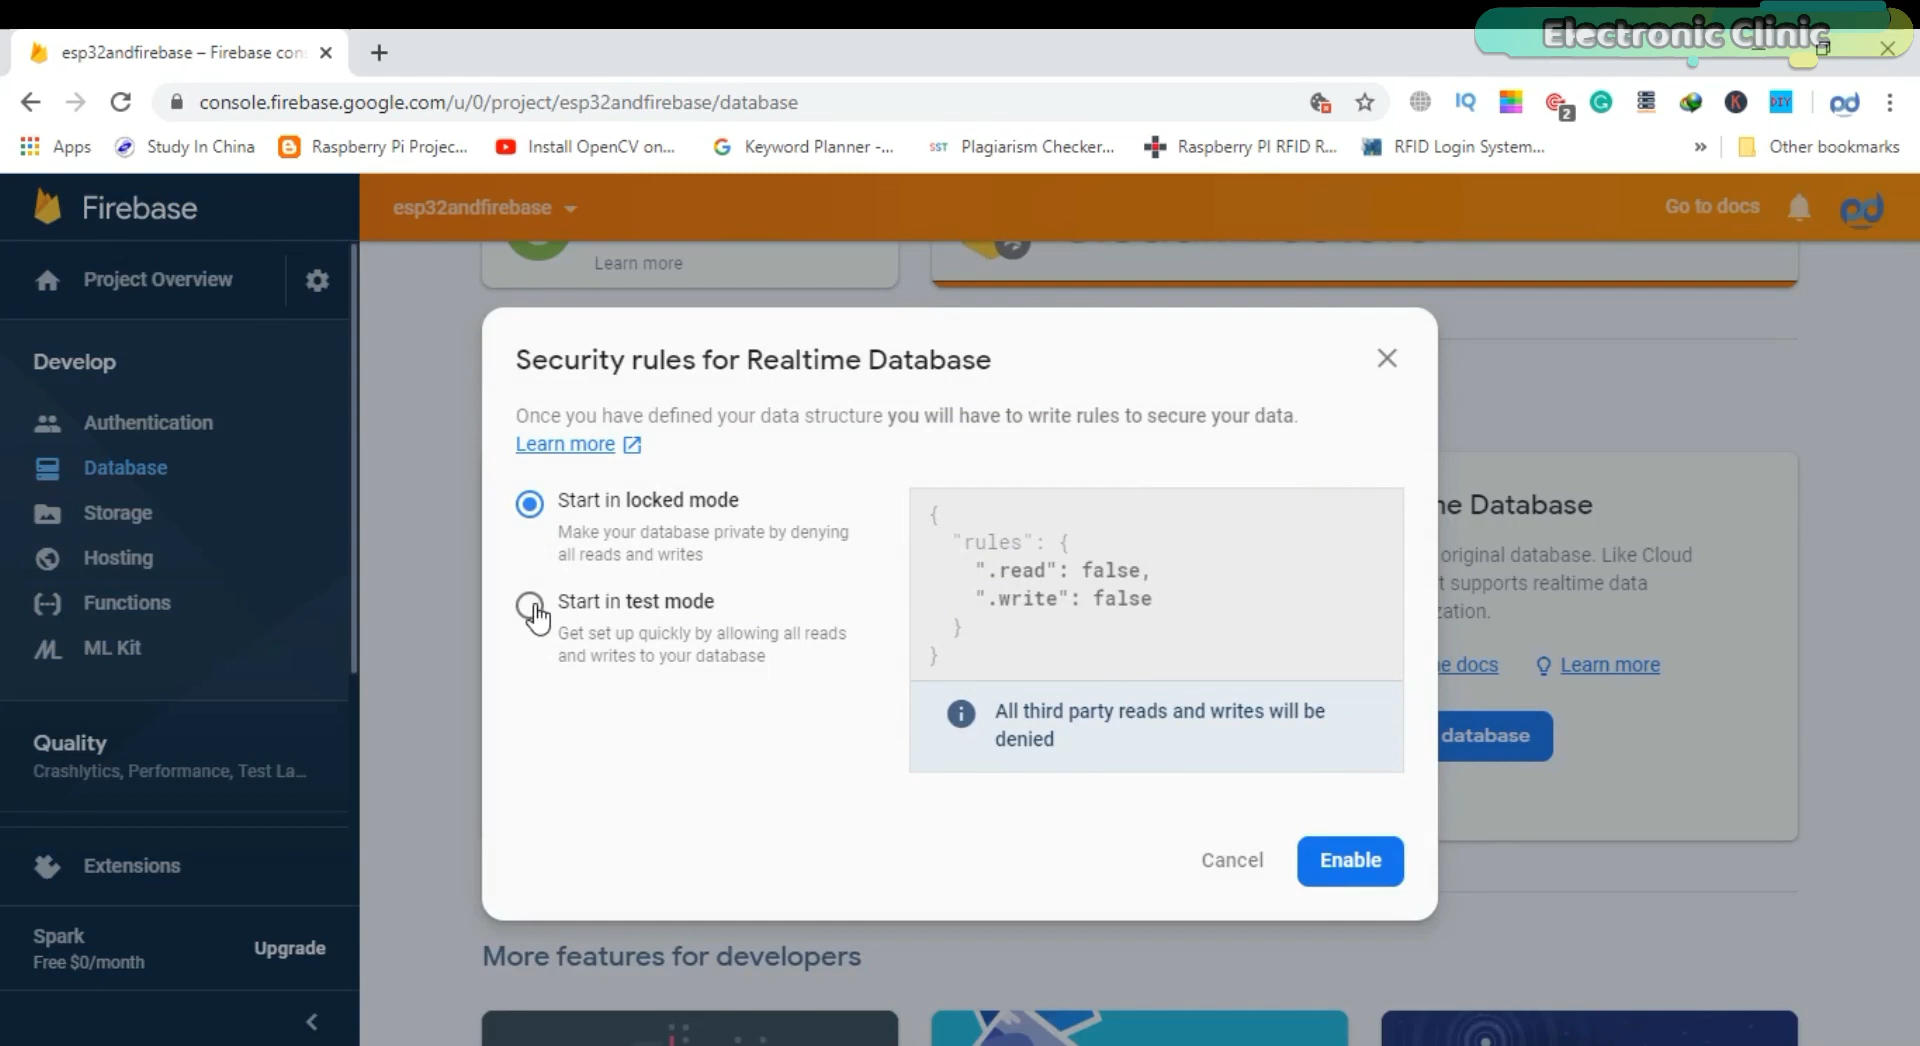 Electronic Clinic
esp32andfirebase – Firebase con
console.firebase.google.com/u/0/project/esp32andfirebase/database
IQ
2
G
K
DIY
pd
Apps
Study In China
Raspberry Pi Projec...
Install OpenCV on...
Keyword Planner -...
SST Plagiarism Checker...
Raspberry PI RFID R...
RFID Login System...
»
Other bookmarks
Firebase
esp32andfirebase
Go to docs
pd
Project Overview
Learn more
Develop
Authentication
Database
Storage
Hosting
Functions
ML Kit
Quality
Crashlytics, Performance, Test La...
Extensions
Spark
Free $0/month
Upgrade
Security rules for Realtime Database
Once you have defined your data structure you will have to write rules to secure your data.
Learn more
Start in locked mode
Make your database private by denying
all reads and writes
Start in test mode
Get set up quickly by allowing all reads
and writes to your database
{
"rules": {
".read": false,
".write": false
}
}
All third party reads and writes will be
denied
Cancel
Enable
Database
original database. Like Cloud
supports realtime data
docs
Learn more
database
More features for developers